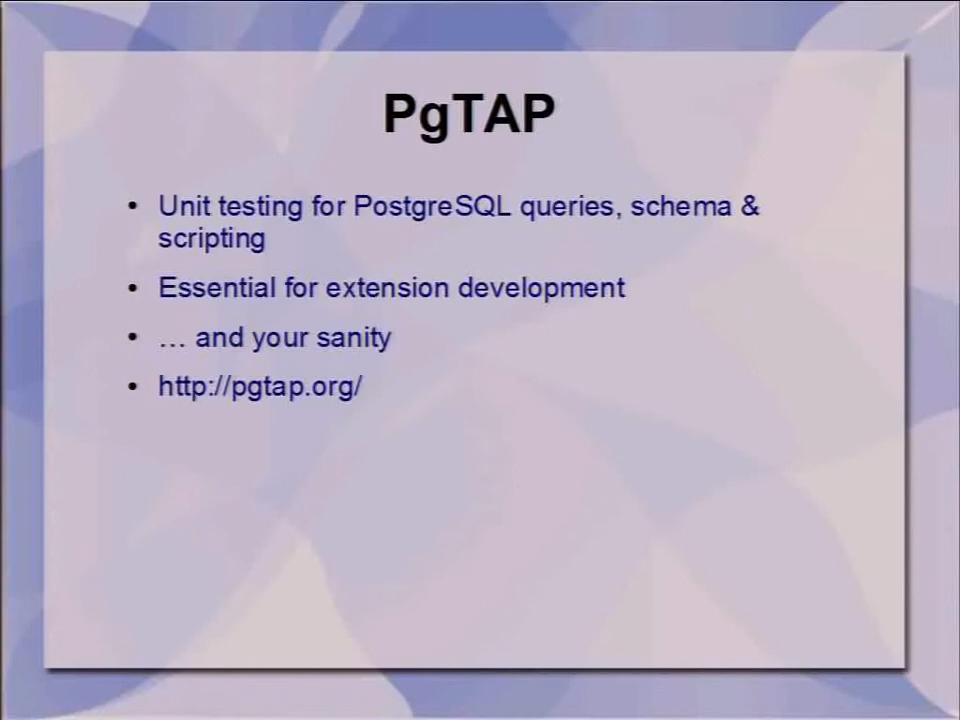 PgTAP
• Unit testing for PostgreSQL queries, schema &
scripting
• Essential for extension development
• … and your sanity
• http://pgtap.org/